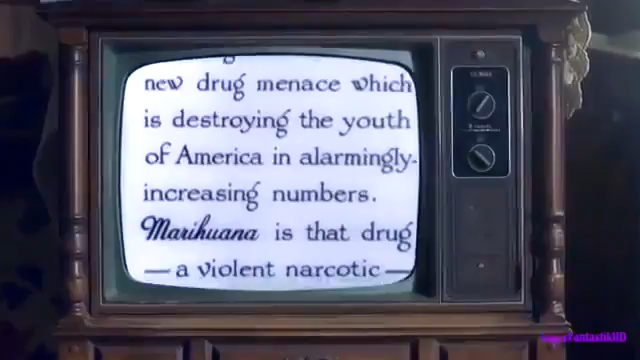 new drug menace which
is destroying the youth
of America in alarmingly-
increasing numbers.
Marihuana is that drug
— a violent narcotic —